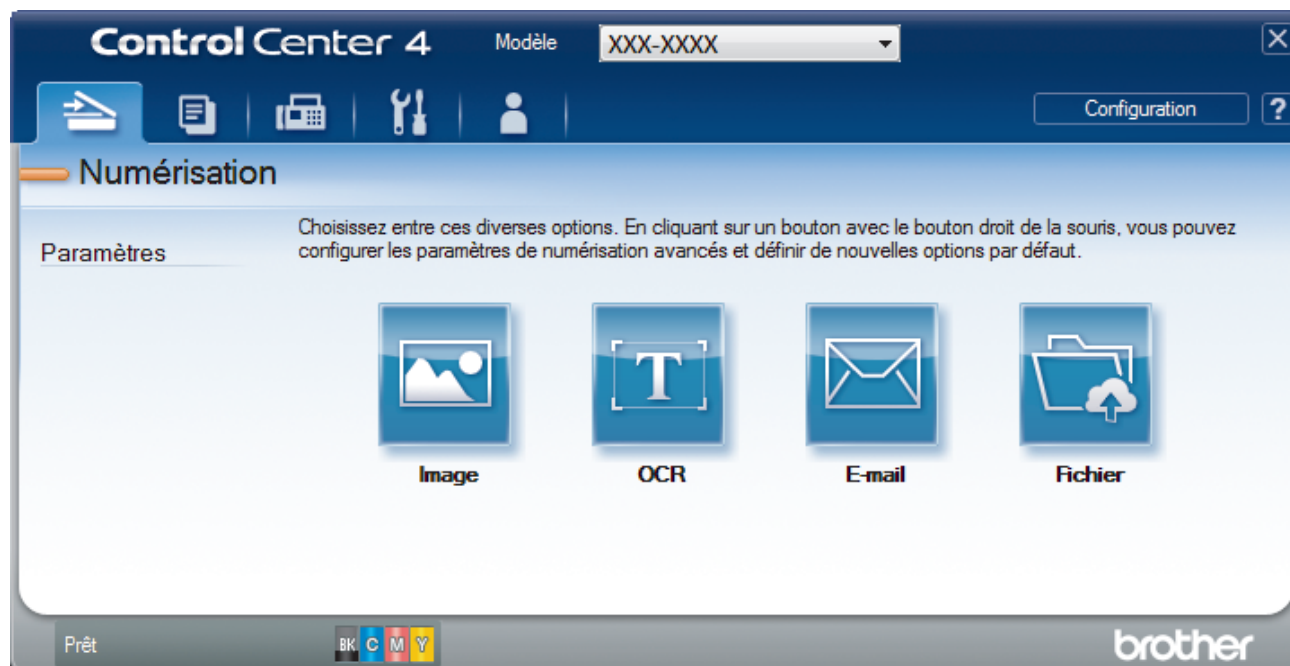 Control Center 4 Modèle XXX-XXXX
Configuration ?
Numérisation
Paramètres
Choisissez entre ces diverses options. En cliquant sur un bouton avec le bouton droit de la souris, vous pouvez
configurer les paramètres de numérisation avancés et définir de nouvelles options par défaut.
T
Image OCR E-mail Fichier
Prêt BK C M Y brother